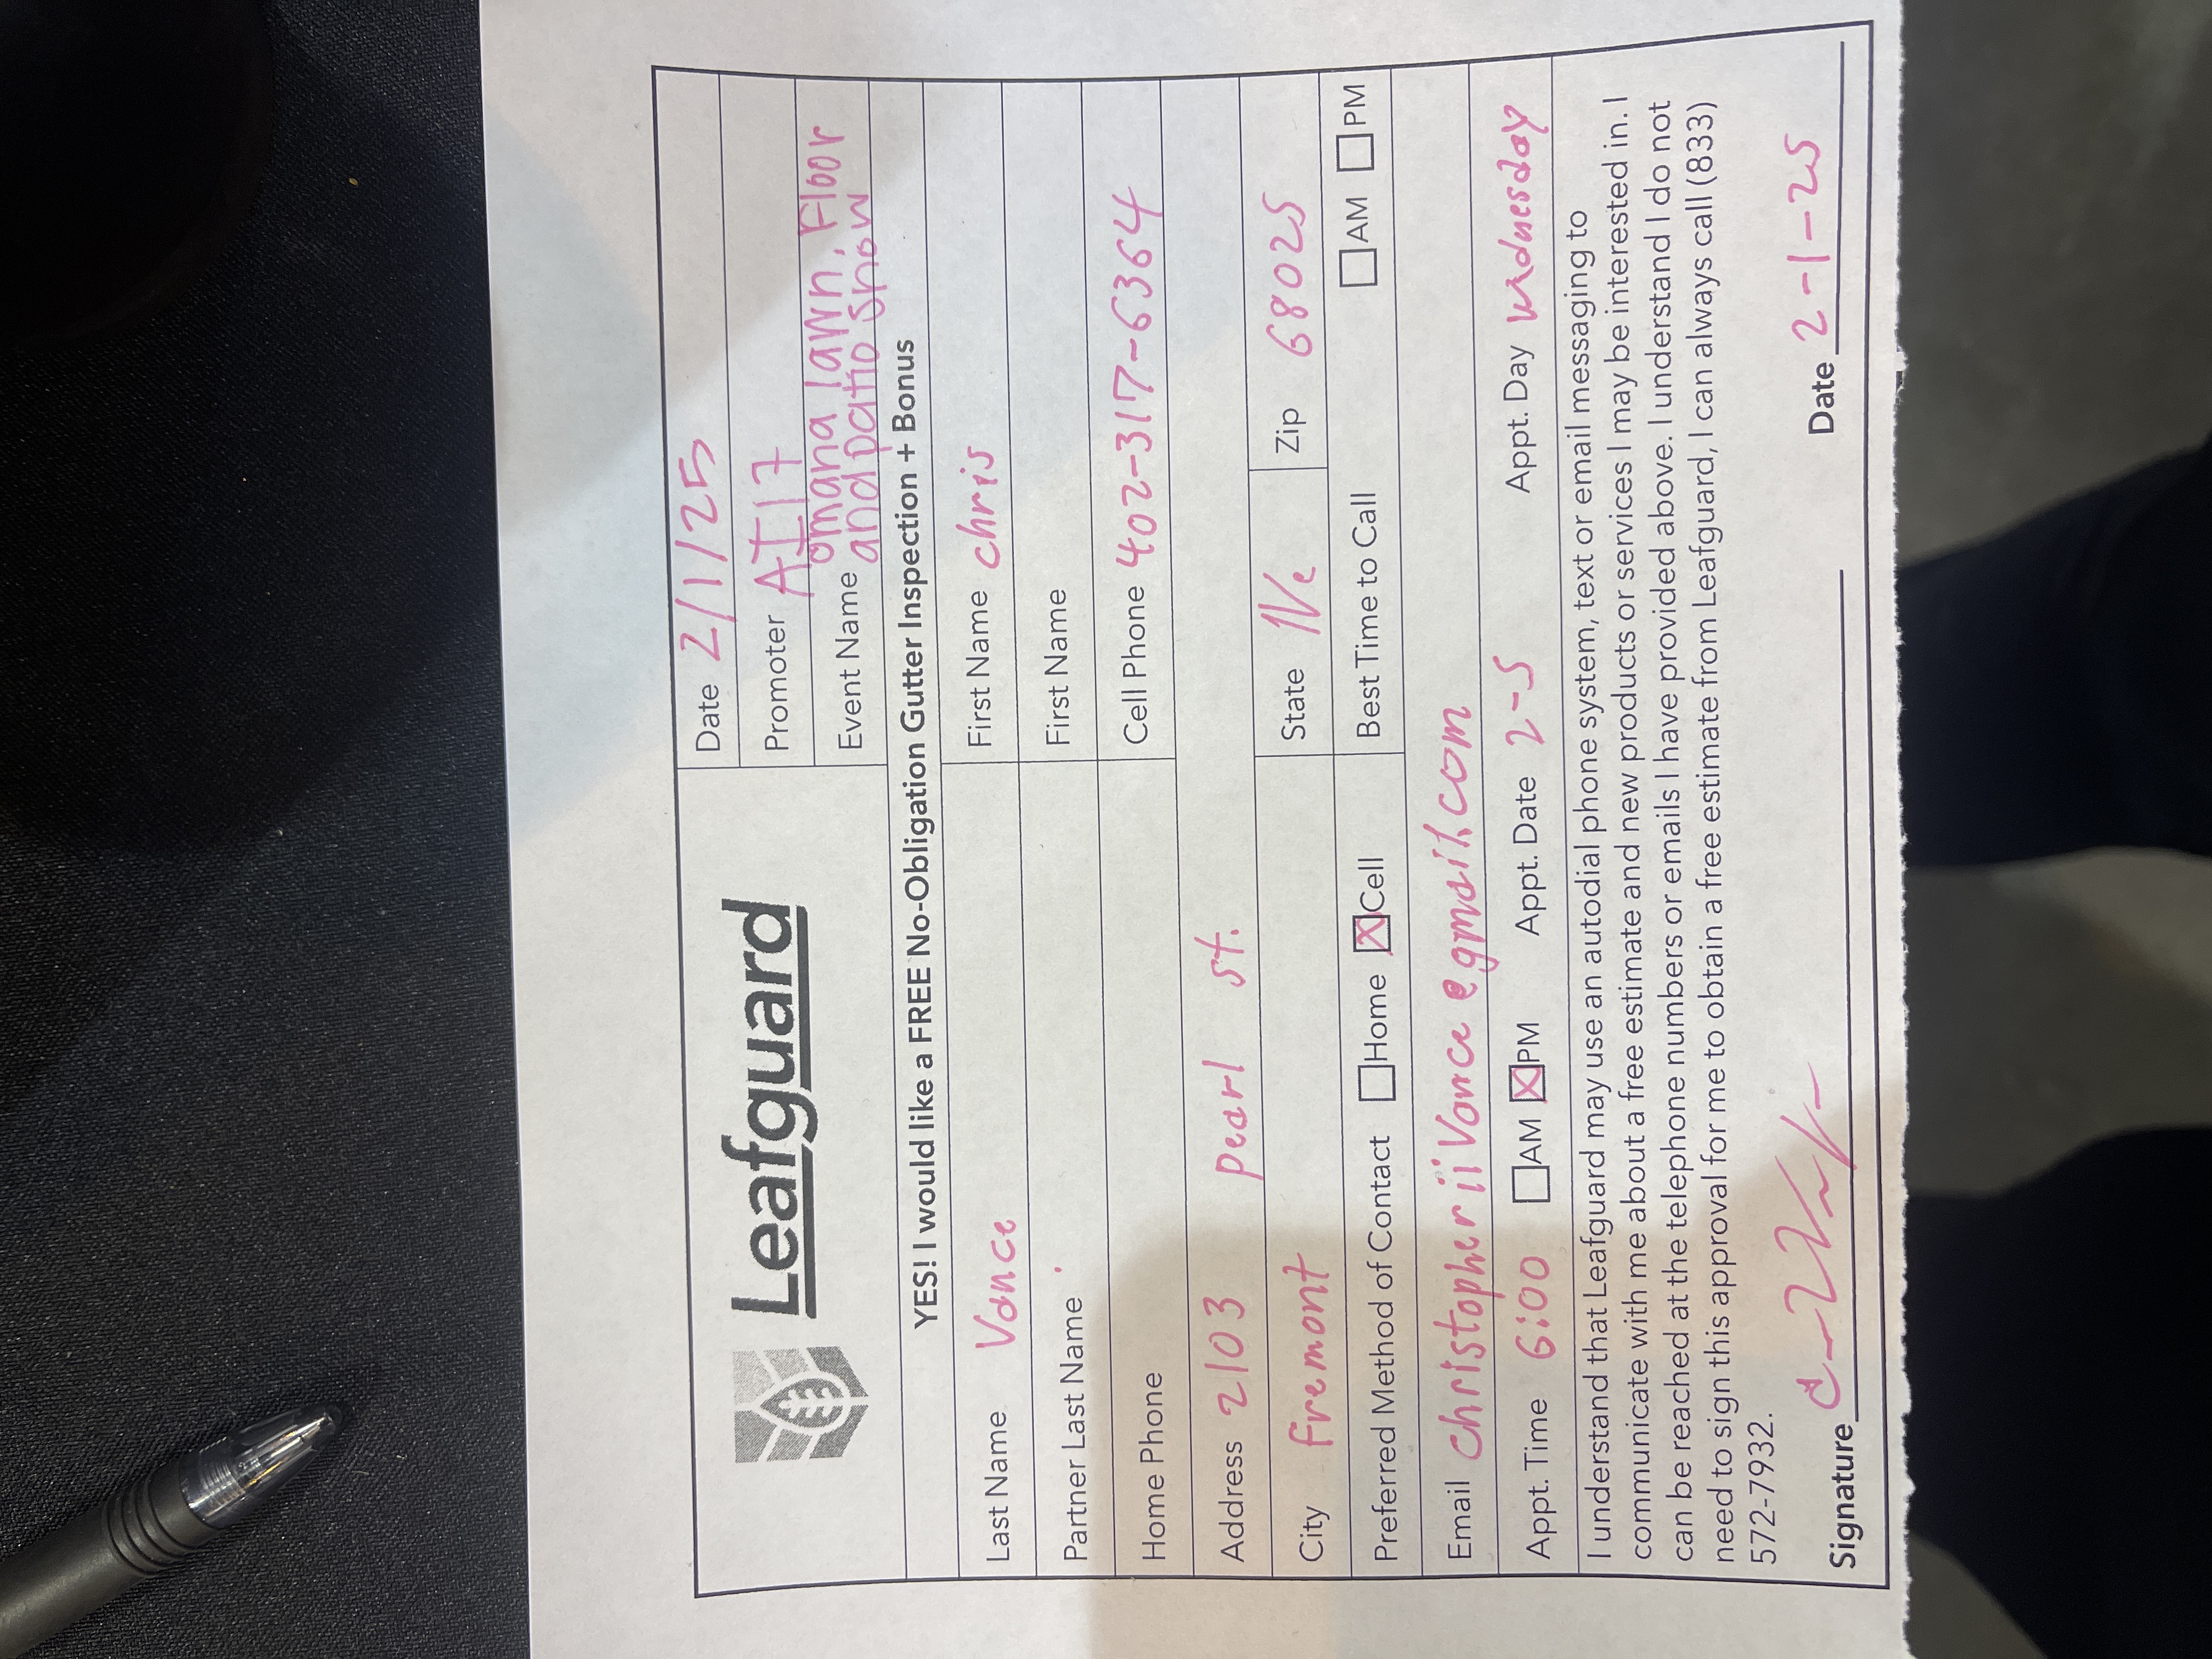 Leafguard
Date 2/1/25
Promoter AI17
Event Name omaha lawn, Floor
and patio show
YES! I would like a FREE No-Obligation Gutter Inspection + Bonus
Last Name Vance
First Name chris
Partner Last Name
First Name
Home Phone
Cell Phone 402-317-6364
Address 2103 pearl st.
City Fremont
State Ne
Zip 68025
Preferred Method of Contact Home Cell
Best Time to Call AM PM
Email christopheriiVance@gmail.com
Appt. Time 6:00 AM PM Appt. Date 2-5 Appt. Day wednesday
I understand that Leafguard may use an autodial phone system, text or email messaging to
communicate with me about a free estimate and new products or services I may be interested in. I
can be reached at the telephone numbers or emails I have provided above. I understand I do not
need to sign this approval for me to obtain a free estimate from Leafguard, I can always call (833)
572-7932.
Signature
Date 2-1-25